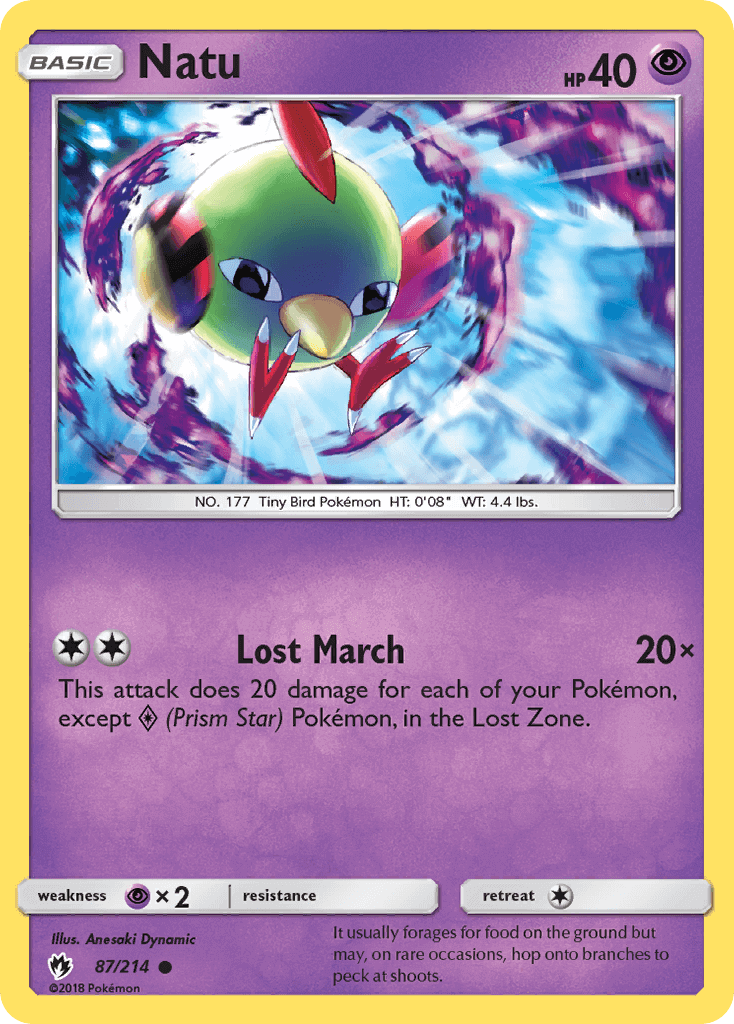 BASIC Natu HP 40
NO. 177 Tiny Bird Pokémon HT: 0'08" WT: 4.4 lbs.
Lost March 20×
This attack does 20 damage for each of your Pokémon,
except (Prism Star) Pokémon, in the Lost Zone.
weakness ×2 resistance retreat
Illus. Anesaki Dynamic
87/214
©2018 Pokémon
It usually forages for food on the ground but
may, on rare occasions, hop onto branches to
peck at shoots.